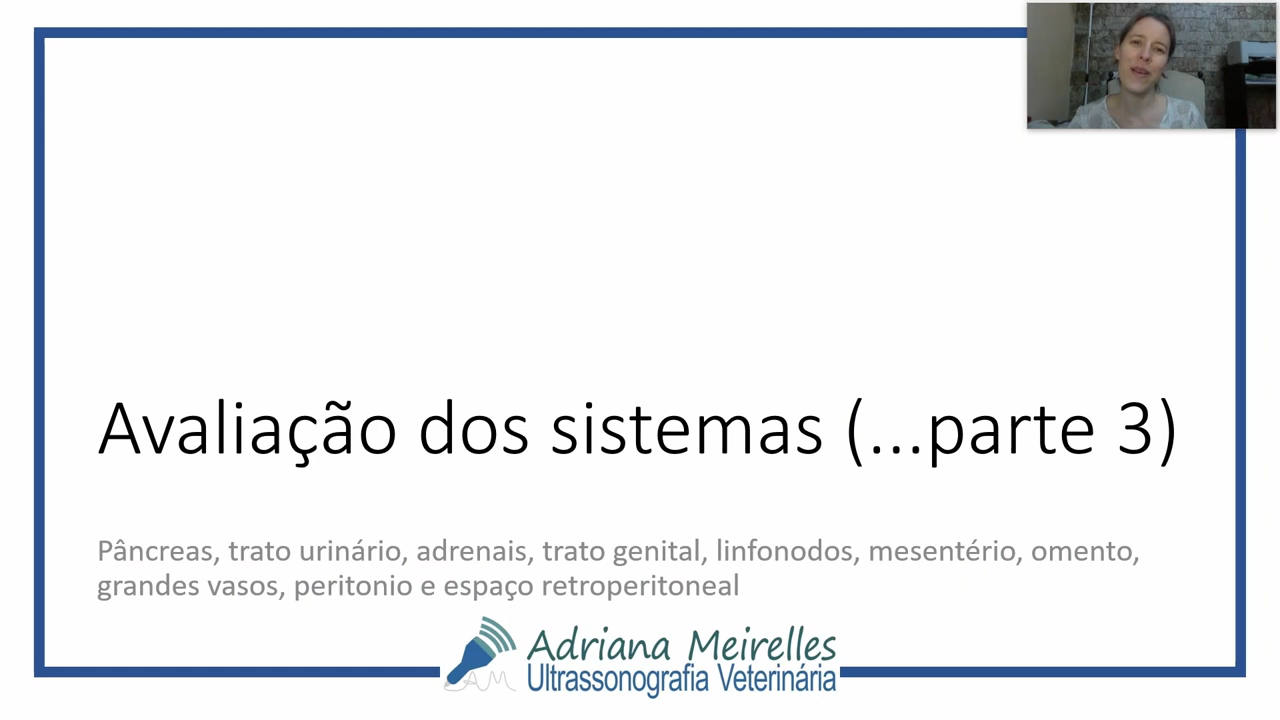 Avaliação dos sistemas (...parte 3)
Pâncreas, trato urinário, adrenais, trato genital, linfonodos, mesentério, omento,
grandes vasos, peritonio e espaço retroperitoneal
Adriana Meirelles
AM
Ultrassonografia Veterinária